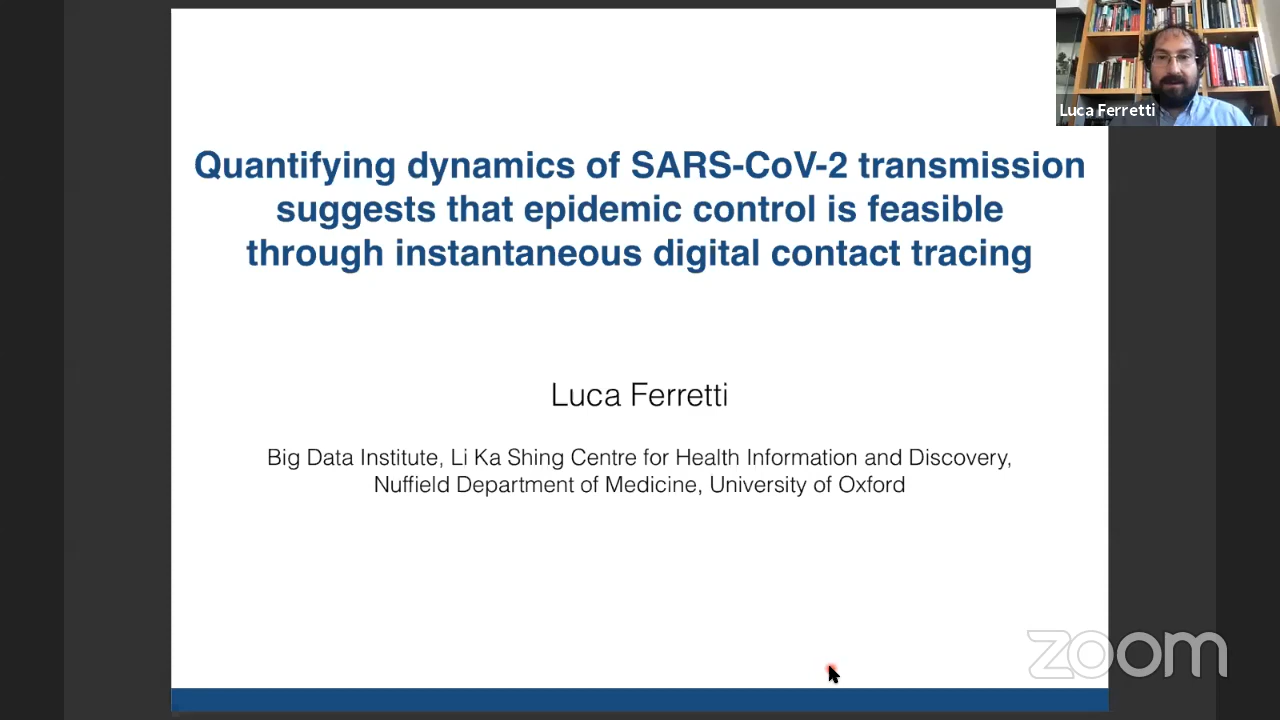 Luca Ferretti
Quantifying dynamics of SARS-CoV-2 transmission
suggests that epidemic control is feasible
through instantaneous digital contact tracing
Luca Ferretti
Big Data Institute, Li Ka Shing Centre for Health Information and Discovery,
Nuffield Department of Medicine, University of Oxford
zoom